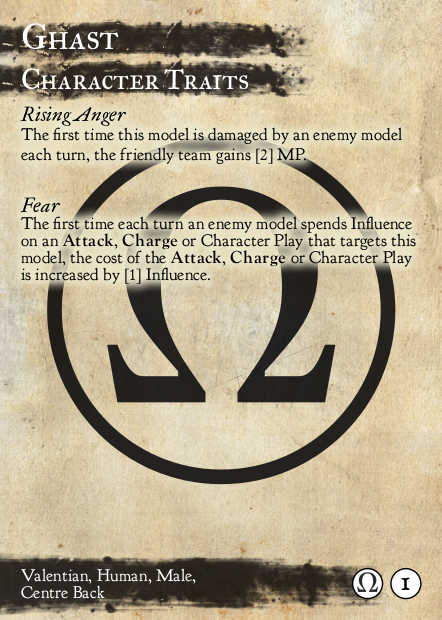 Ghast
Character Traits
Rising Anger
The first time this model is damaged by an enemy model
each turn, the friendly team gains [2] MP.
Fear
The first time each turn an enemy model spends Influence
on an Attack, Charge or Character Play that targets this
model, the cost of the Attack, Charge or Character Play
is increased by [1] Influence.
Ω
Valentian, Human, Male,
Centre Back
Ω 1